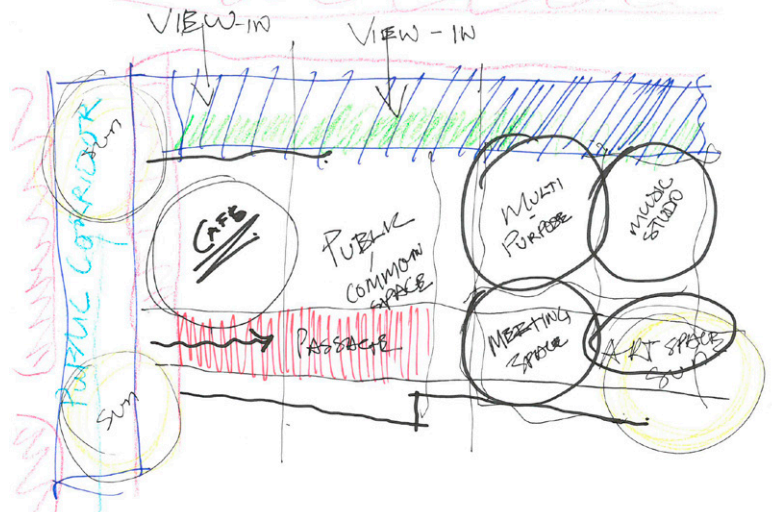 VIEW-IN
VIEW-IN
SUN
PUBLIC CORRIDOR
CAFE
PUBLIC
/
COMMON
SPACE
MULTI
-
PURPOSE
MUSIC
STUDO
PASSAGE
MEETING
SPACE
ART SPACE
SUN
SUN